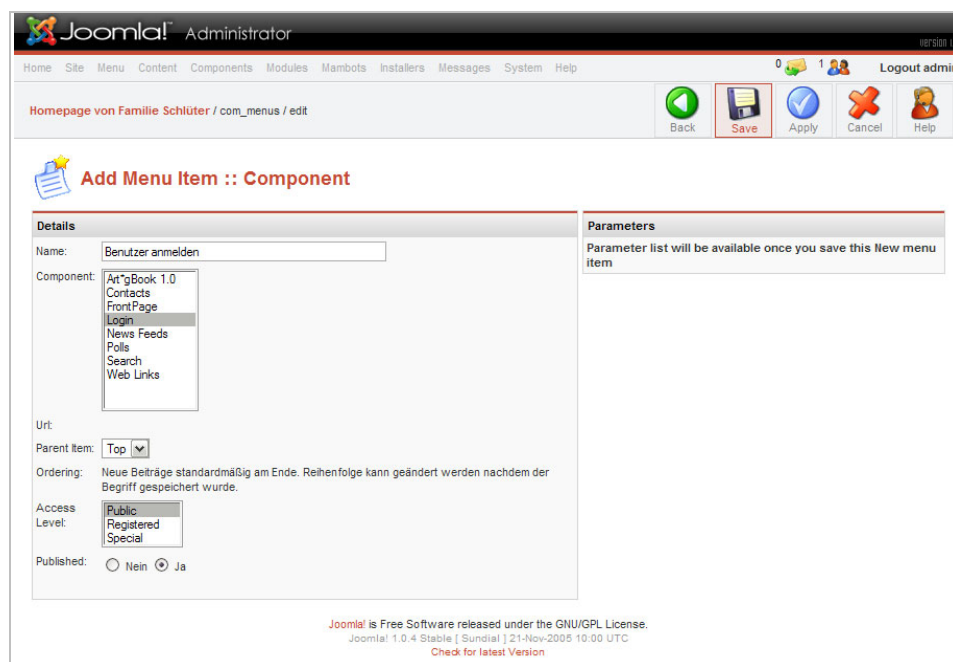 Joomla!™ Administrator
version
Home Site Menu Content Components Modules Mambots Installers Messages System Help 0 1 Logout admi
Homepage von Familie Schlüter / com_menus / edit
Back Save Apply Cancel Help
Add Menu Item :: Component
Details
Name: Benutzer anmelden
Component: Art*gBook 1.0
Contacts
FrontPage
Login
News Feeds
Polls
Search
Web Links
Url:
Parent Item: Top
Ordering: Neue Beiträge standardmäßig am Ende. Reihenfolge kann geändert werden nachdem der
Begriff gespeichert wurde.
Access
Level:
Public
Registered
Special
Published: Nein Ja
Parameters
Parameter list will be available once you save this New menu
item
Joomla! is Free Software released under the GNU/GPL License.
Joomla! 1.0.4 Stable [ Sundial ] 21-Nov-2005 10:00 UTC
Check for latest Version